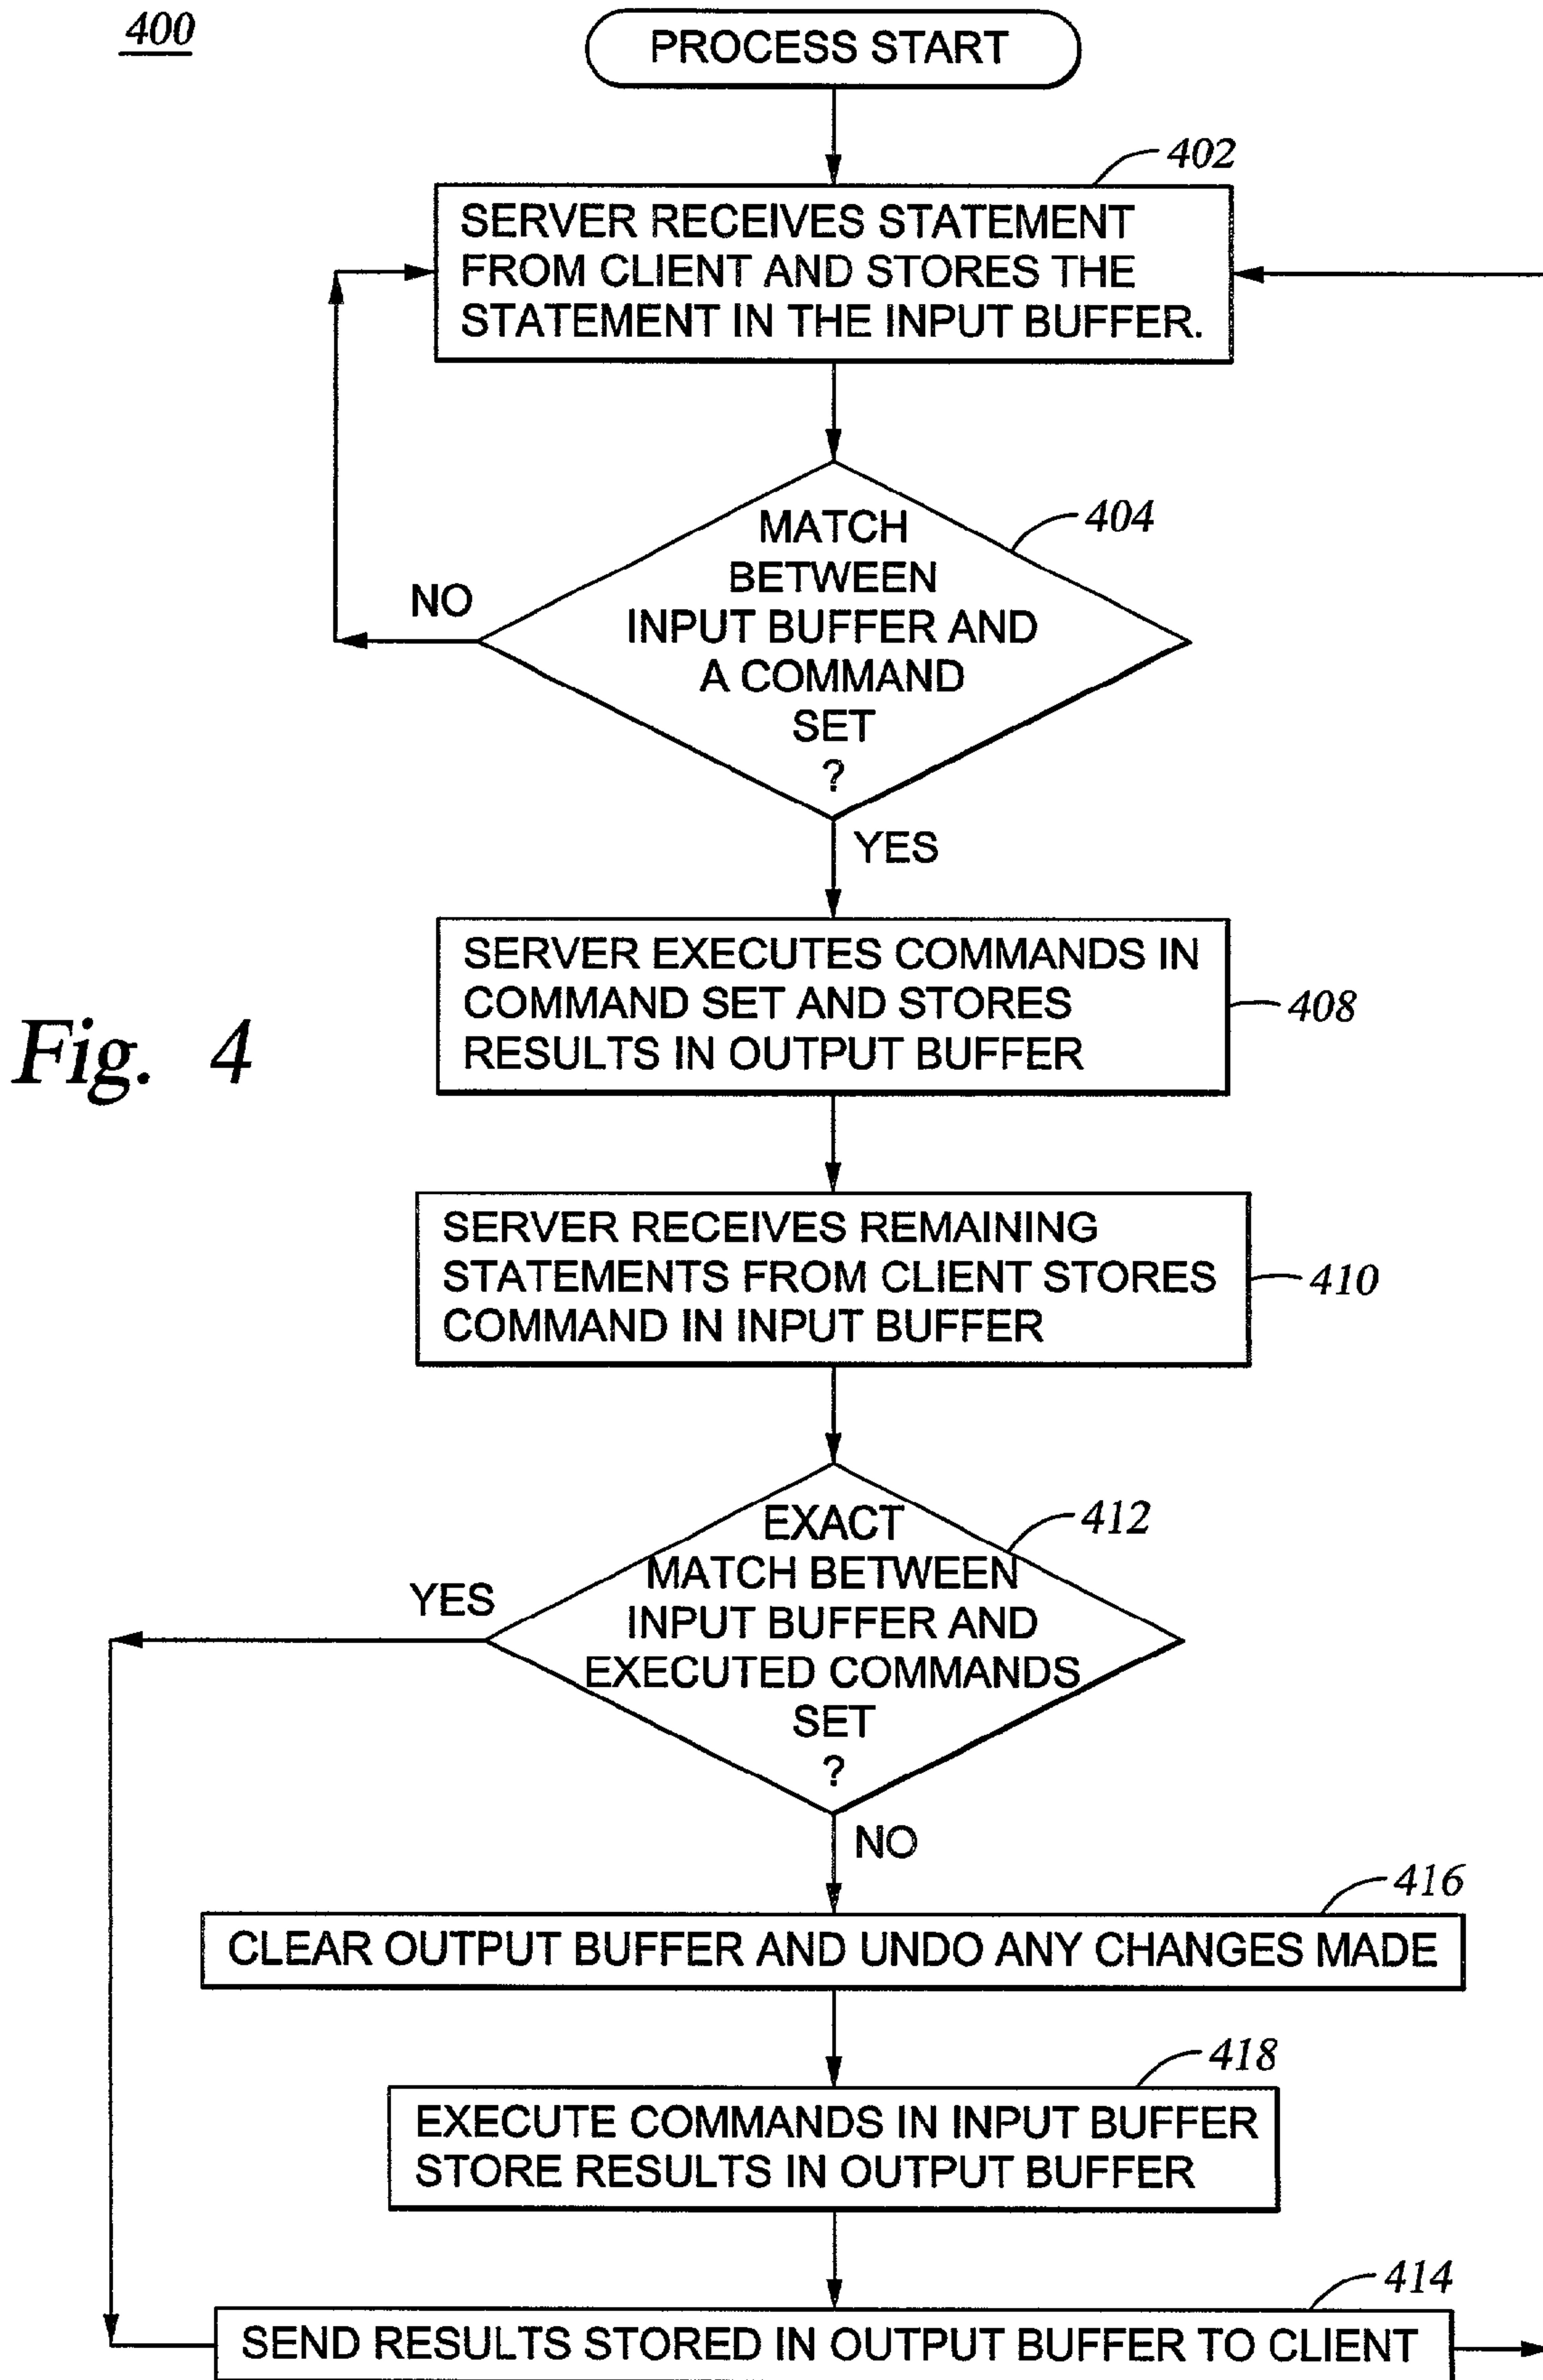 400
PROCESS START
402
SERVER RECEIVES STATEMENT
FROM CLIENT AND STORES THE
STATEMENT IN THE INPUT BUFFER.
404
MATCH
BETWEEN
INPUT BUFFER AND
A COMMAND
SET
?
NO
YES
SERVER EXECUTES COMMANDS IN
COMMAND SET AND STORES
RESULTS IN OUTPUT BUFFER
408
Fig. 4
SERVER RECEIVES REMAINING
STATEMENTS FROM CLIENT STORES
COMMAND IN INPUT BUFFER
410
412
EXACT
MATCH BETWEEN
INPUT BUFFER AND
EXECUTED COMMANDS
SET
?
YES
NO
416
CLEAR OUTPUT BUFFER AND UNDO ANY CHANGES MADE
418
EXECUTE COMMANDS IN INPUT BUFFER
STORE RESULTS IN OUTPUT BUFFER
414
SEND RESULTS STORED IN OUTPUT BUFFER TO CLIENT